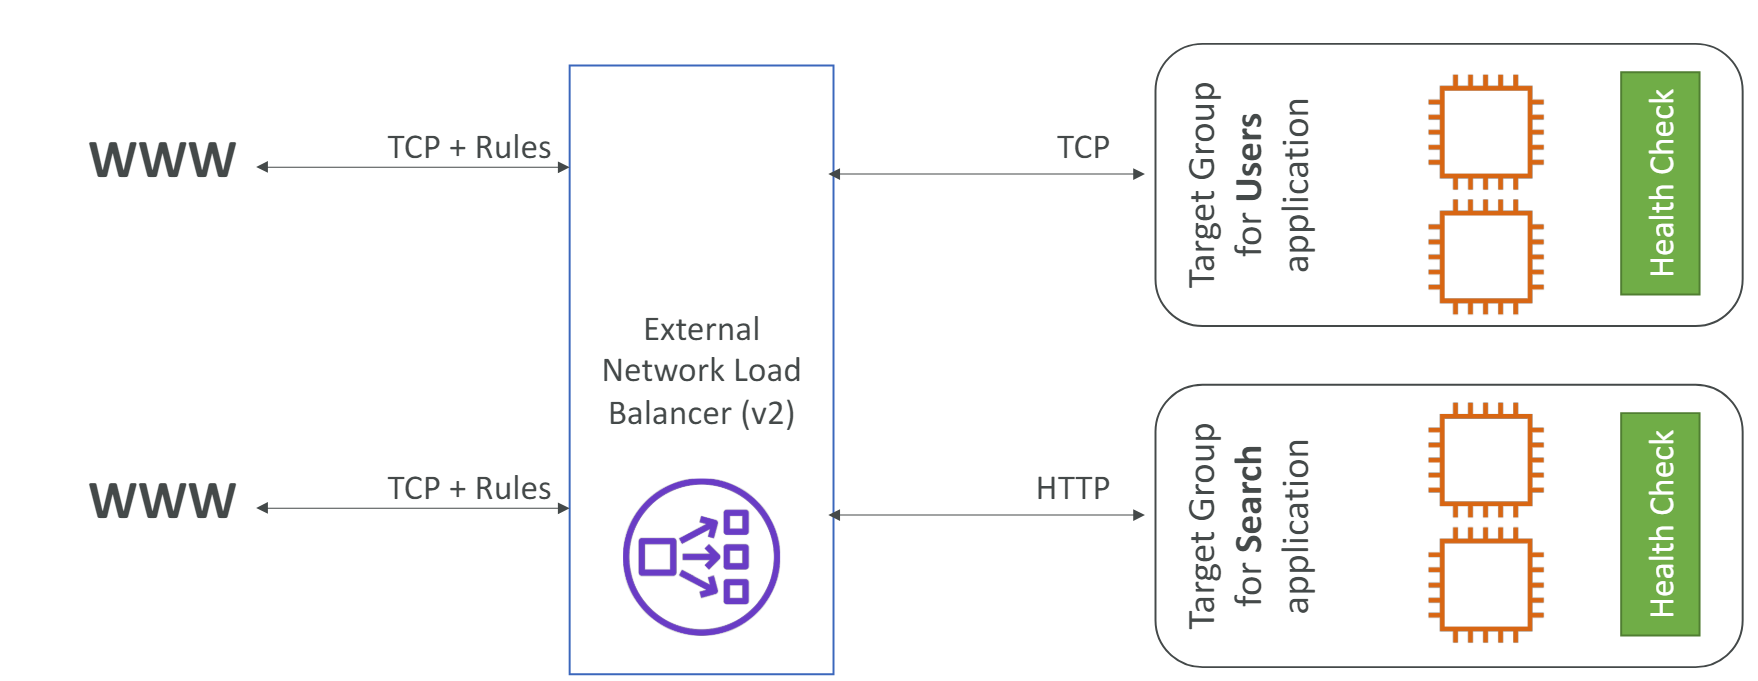 WWW
TCP + Rules
TCP
Target Group
for Users
application
Health Check
External
Network Load
Balancer (v2)
WWW
TCP + Rules
HTTP
Target Group
for Search
application
Health Check